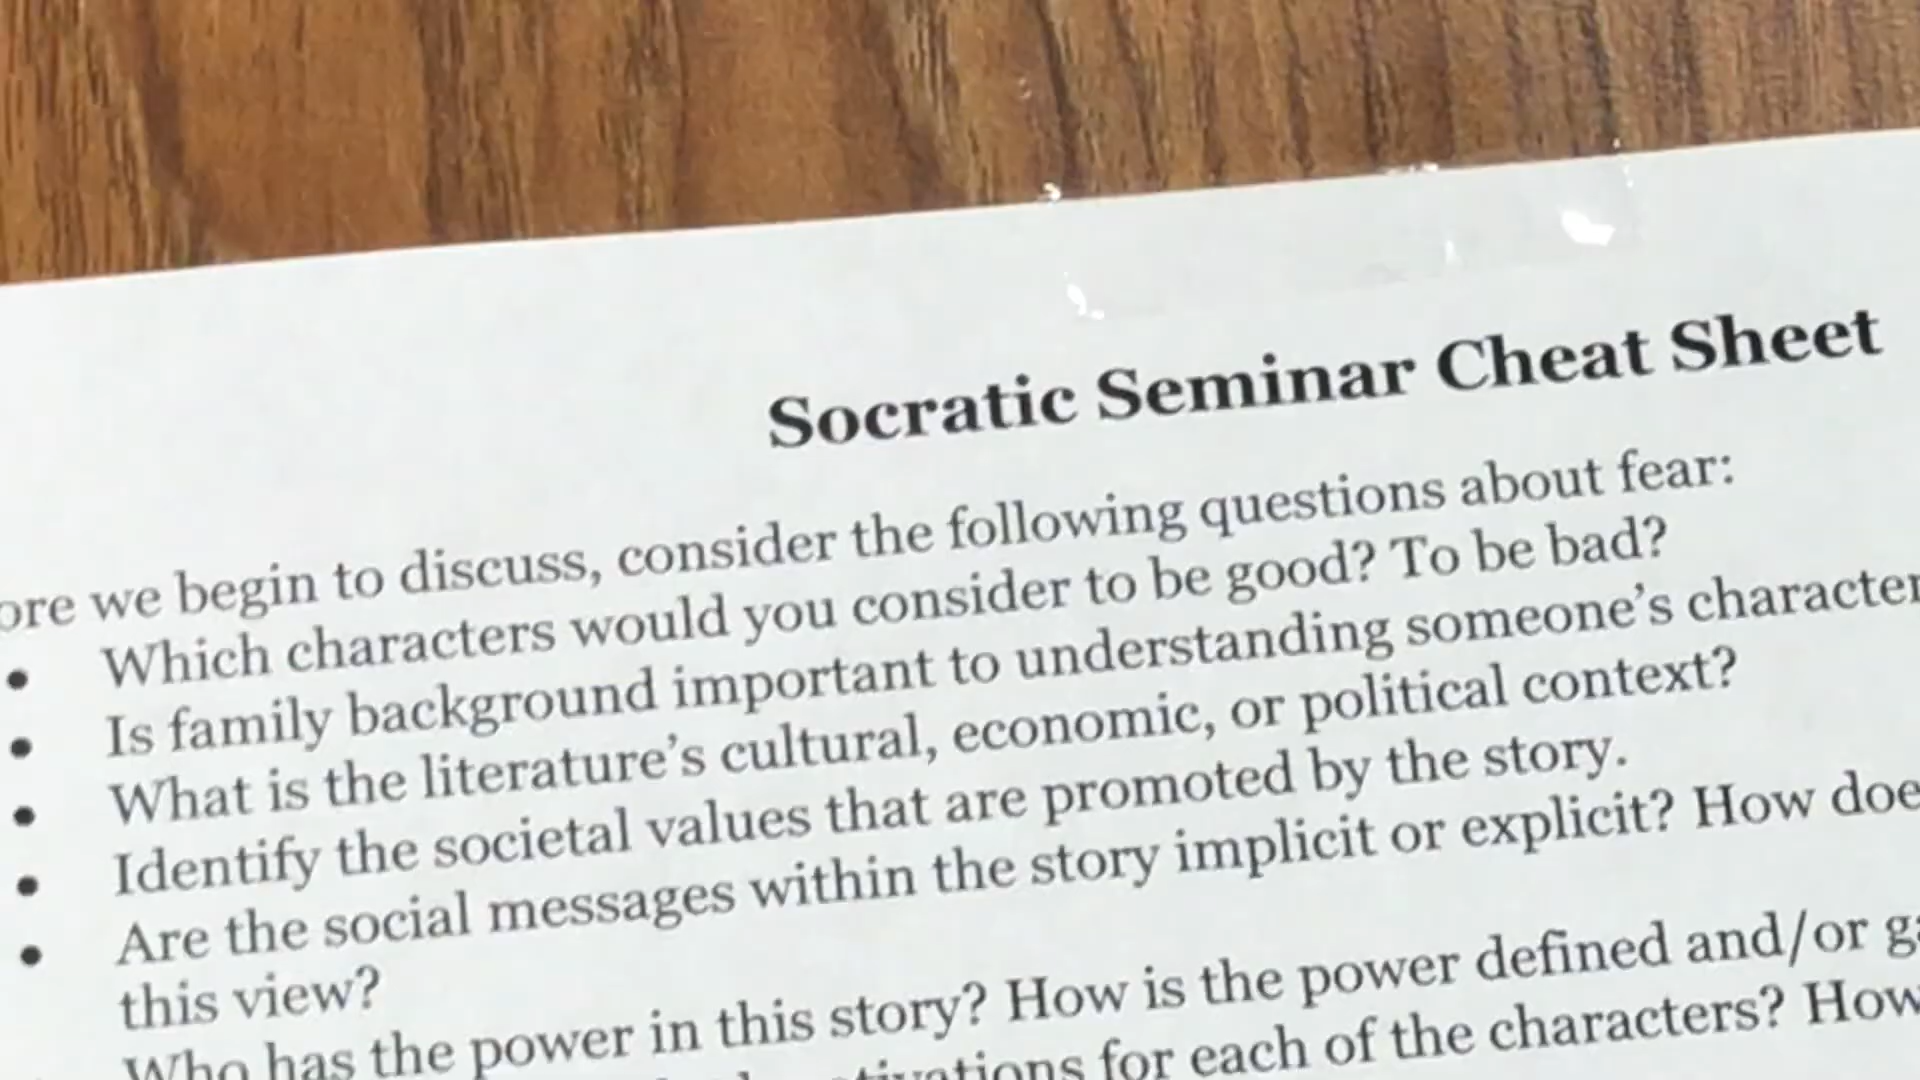 Socratic Seminar Cheat Sheet
ore we begin to discuss, consider the following questions about fear:
• Which characters would you consider to be good? To be bad?
• Is family background important to understanding someone's character
• What is the literature's cultural, economic, or political context?
• Identify the societal values that are promoted by the story.
• Are the social messages within the story implicit or explicit? How doe
this view?
Who has the power in this story? How is the power defined and/or ga
for each of the characters? How